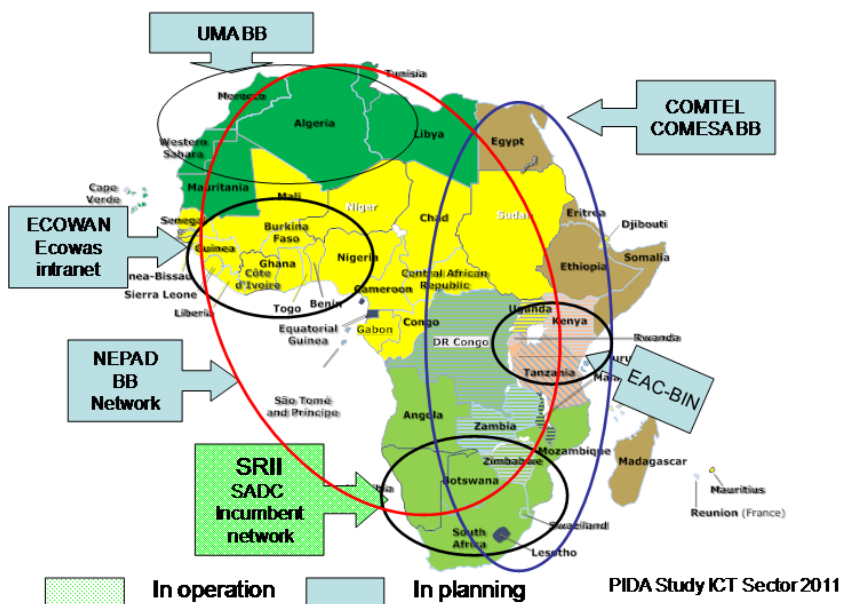 UMABB
COMTEL
COMESABB
Tunisia
Morocco
Algeria
Libya
Egypt
Western
Sahara
Cape
Verde
Mauritania
Mali
Niger
Chad
Sudan
Eritrea
Djibouti
Senegal
ECOWAN
Ecowas
intranet
Guinea
Burkina
Faso
Ghana
Côte
d'Ivoire
Nigeria
Somalia
Ethiopia
nea-Bissau
Sierra Leone
Liberia
Togo
Benin
Cameroon
Central African
Republic
Equatorial
Guinea
Gabon
Congo
DR Congo
Uganda
Kenya
Rwanda
Tanzania
EAC-BIN
NEPAD
BB
Network
São Tomé
and Príncipe
Angola
Zambia
Mozambique
Zimbabwe
Madagascar
Mauritius
Reunion (France)
SRII
SADC
Incumbent
network
Botswana
Swaziland
South
Africa
Lesotho
In operation
In planning
PIDA Study ICT Sector 2011